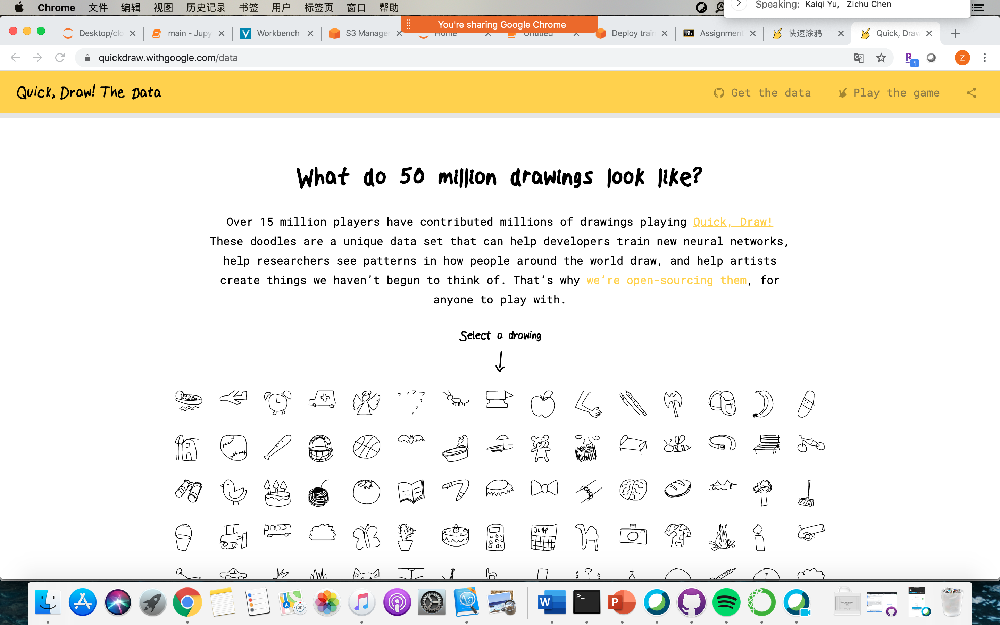 Chrome 文件 编辑 视图 历史记录 书签 用户 标签页 窗口 帮助
Speaking: Kaiqi Yu, Zichu Chen
You're sharing Google Chrome
Desktop/clo main - Jupy Workbench S3 Manage Home Untitled Deploy train Bb Assignment 快速涂鸦 Quick, Draw
quickdraw.withgoogle.com/data
1
Z
Quick, Draw! The Data
Get the data
Play the game
What do 50 million drawings look like?
Over 15 million players have contributed millions of drawings playing Quick, Draw!
These doodles are a unique data set that can help developers train new neural networks,
help researchers see patterns in how people around the world draw, and help artists
create things we haven’t begun to think of. That’s why we’re open-sourcing them, for
anyone to play with.
Select a drawing